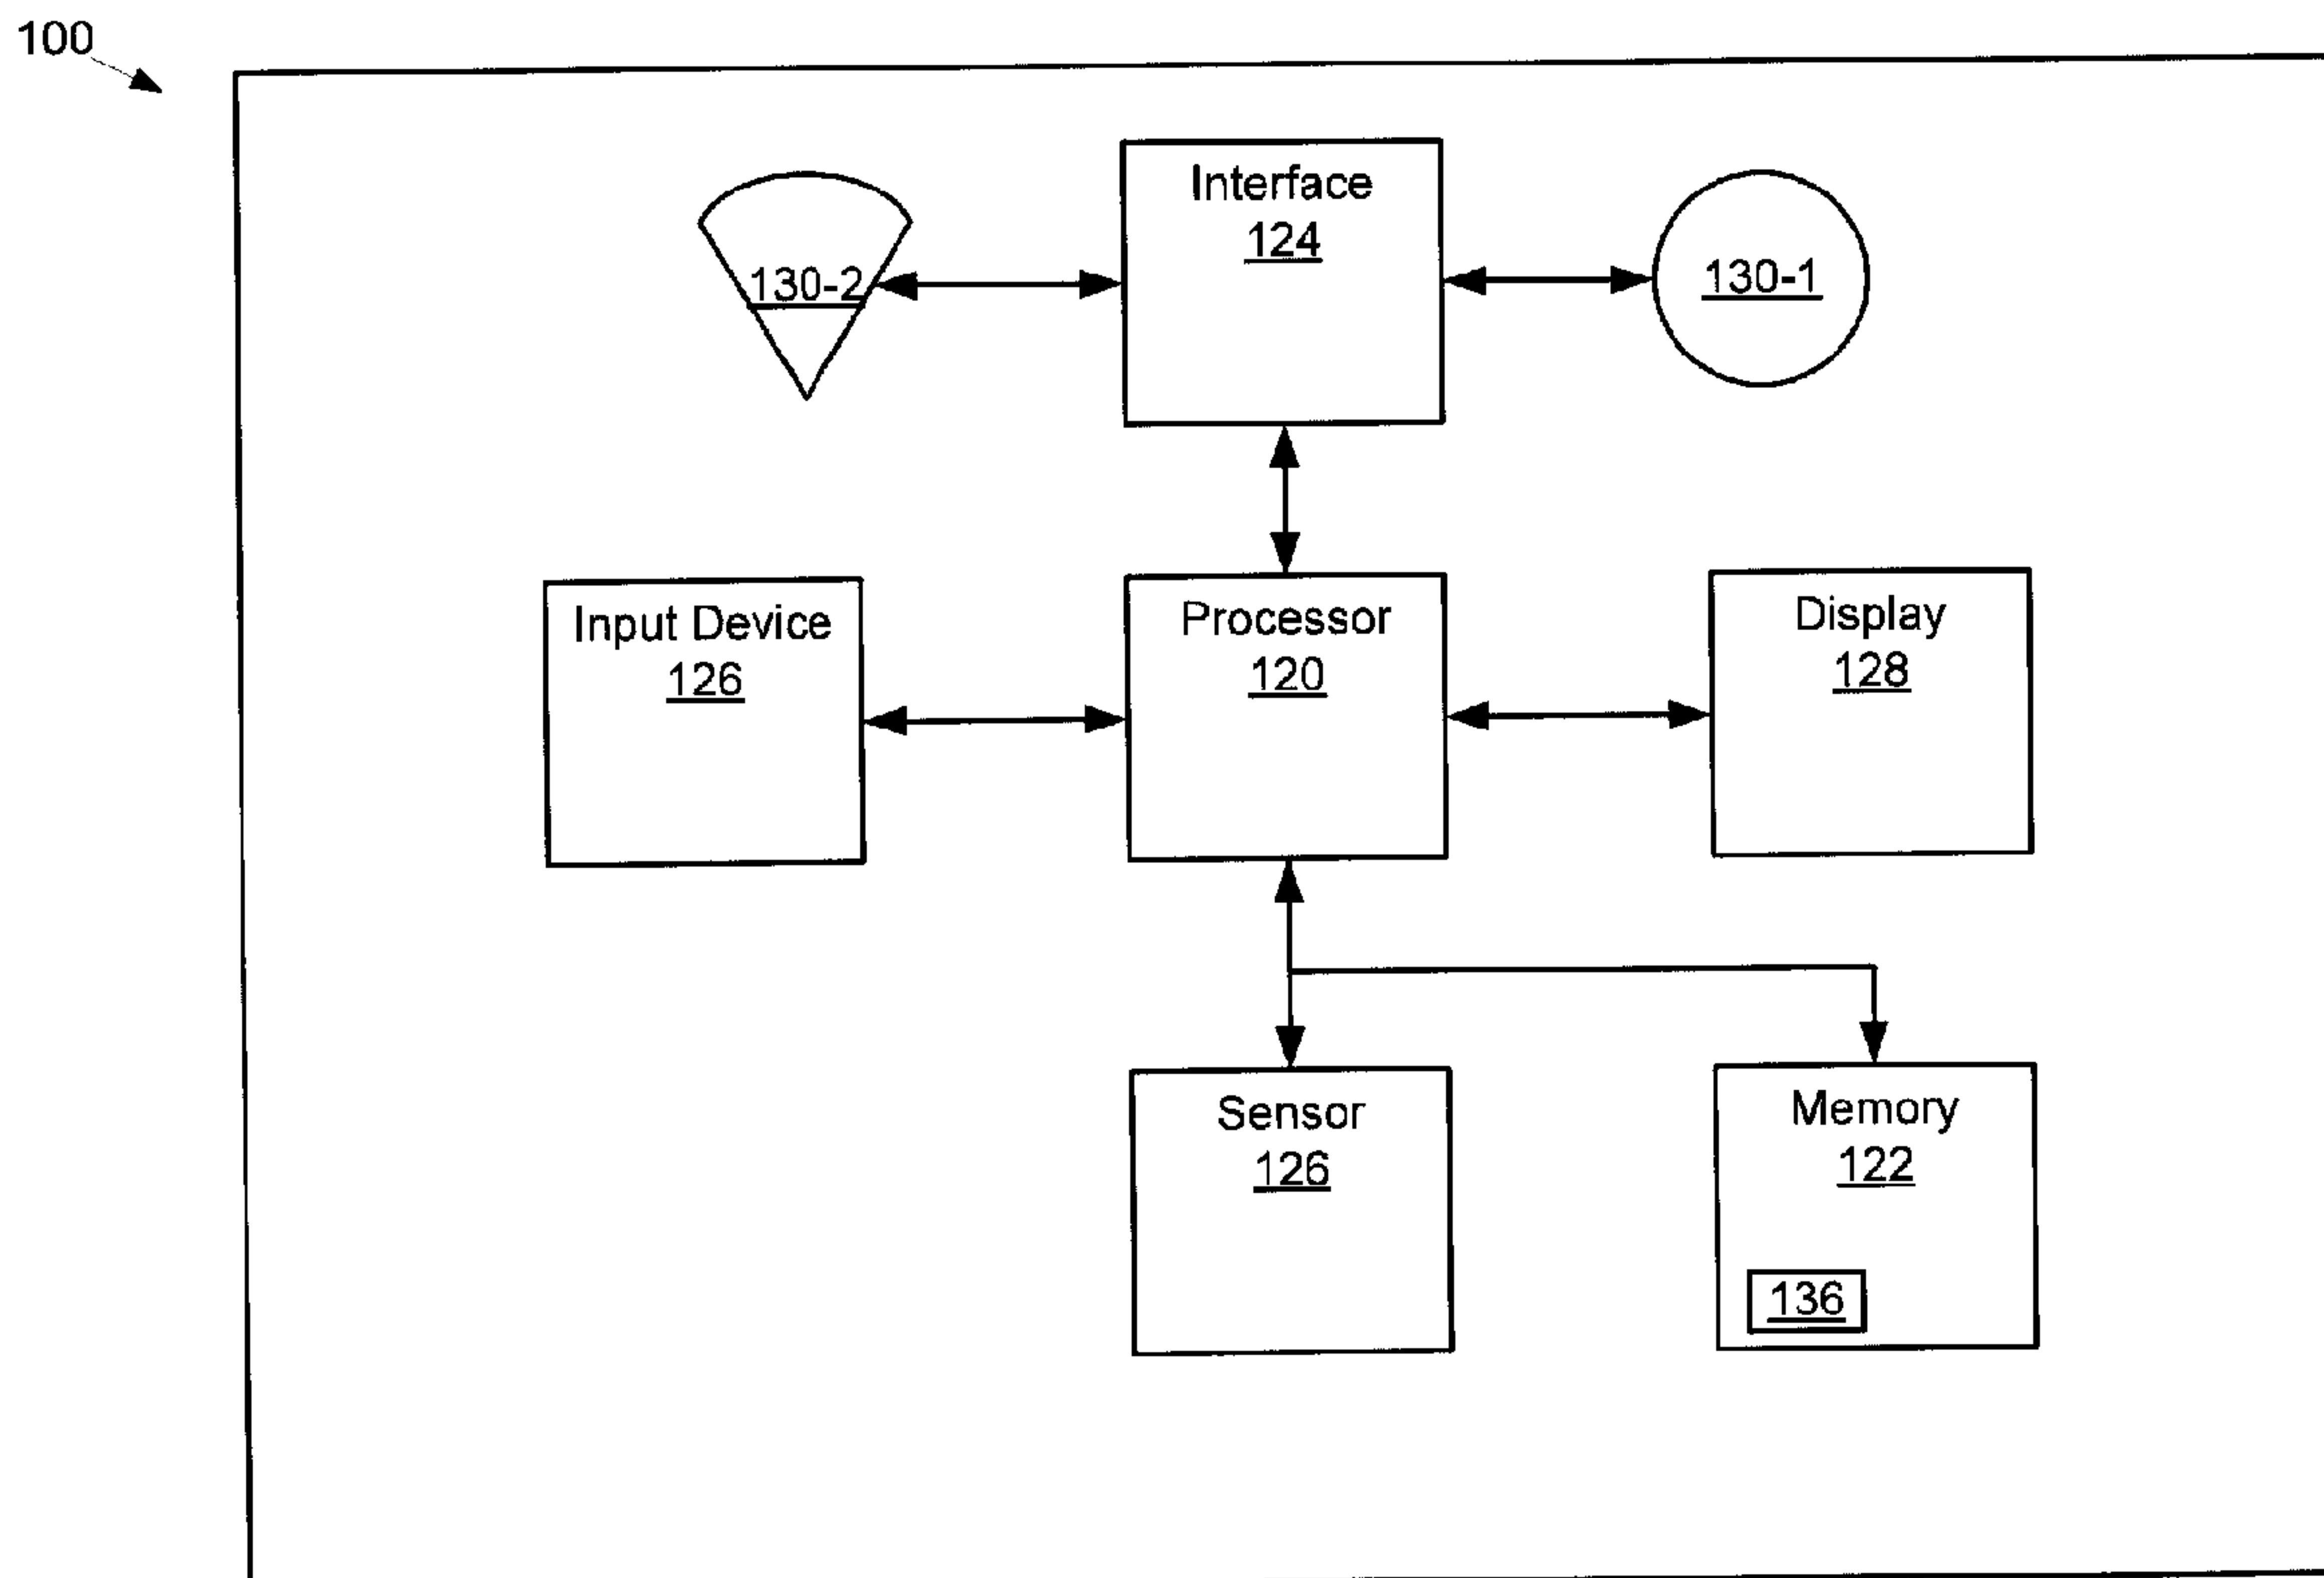 100
Interface
124
130-2
130-1
Input Device
126
Processor
120
Display
128
Sensor
126
Memory
122
136